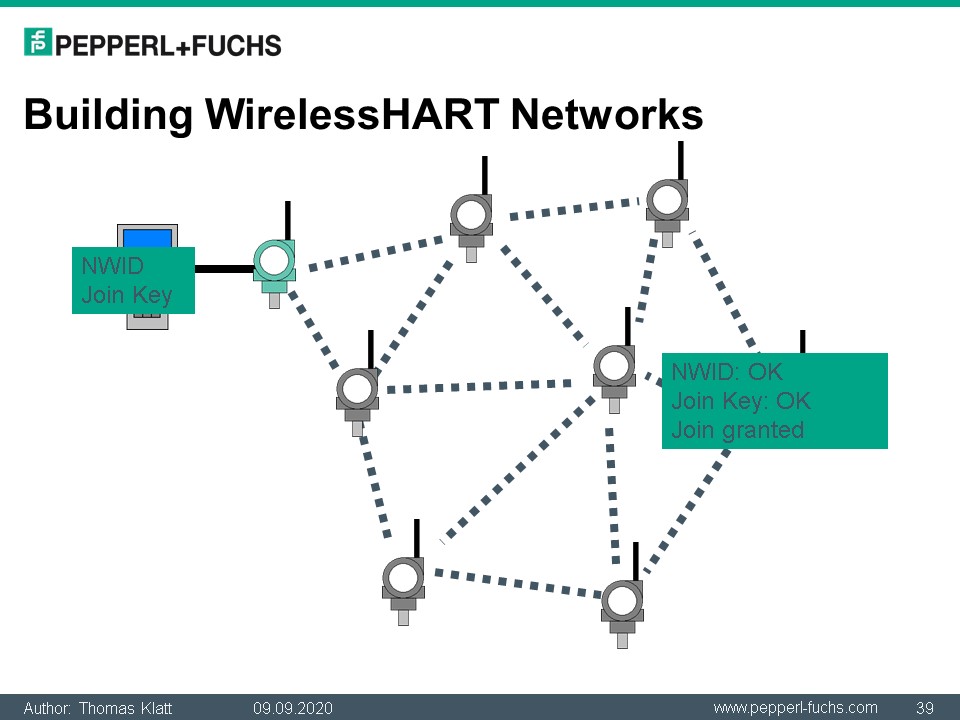 PEPPERL+FUCHS
Building WirelessHART Networks
NWID
Join Key
NWID: OK
Join Key: OK
Join granted
Author: Thomas Klatt 09.09.2020 www.pepperl-fuchs.com 39